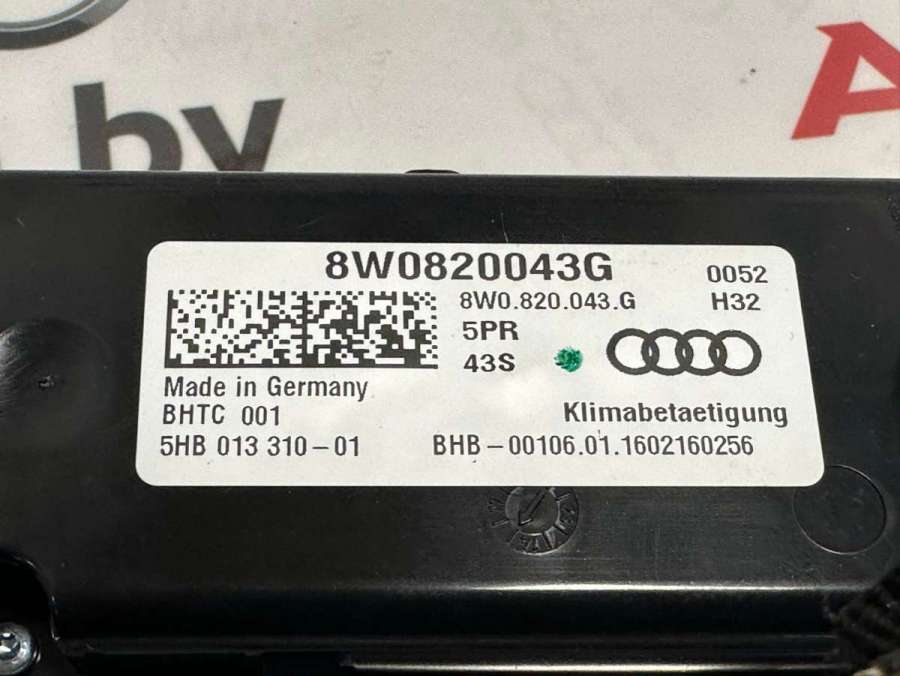 by
A
8W0820043G
0052
8W0.820.043.G
H32
5PR
43S
Made in Germany
BHTC 001
Klimabetaetigung
5HB 013 310-01
BHB-00106.01.1602160256